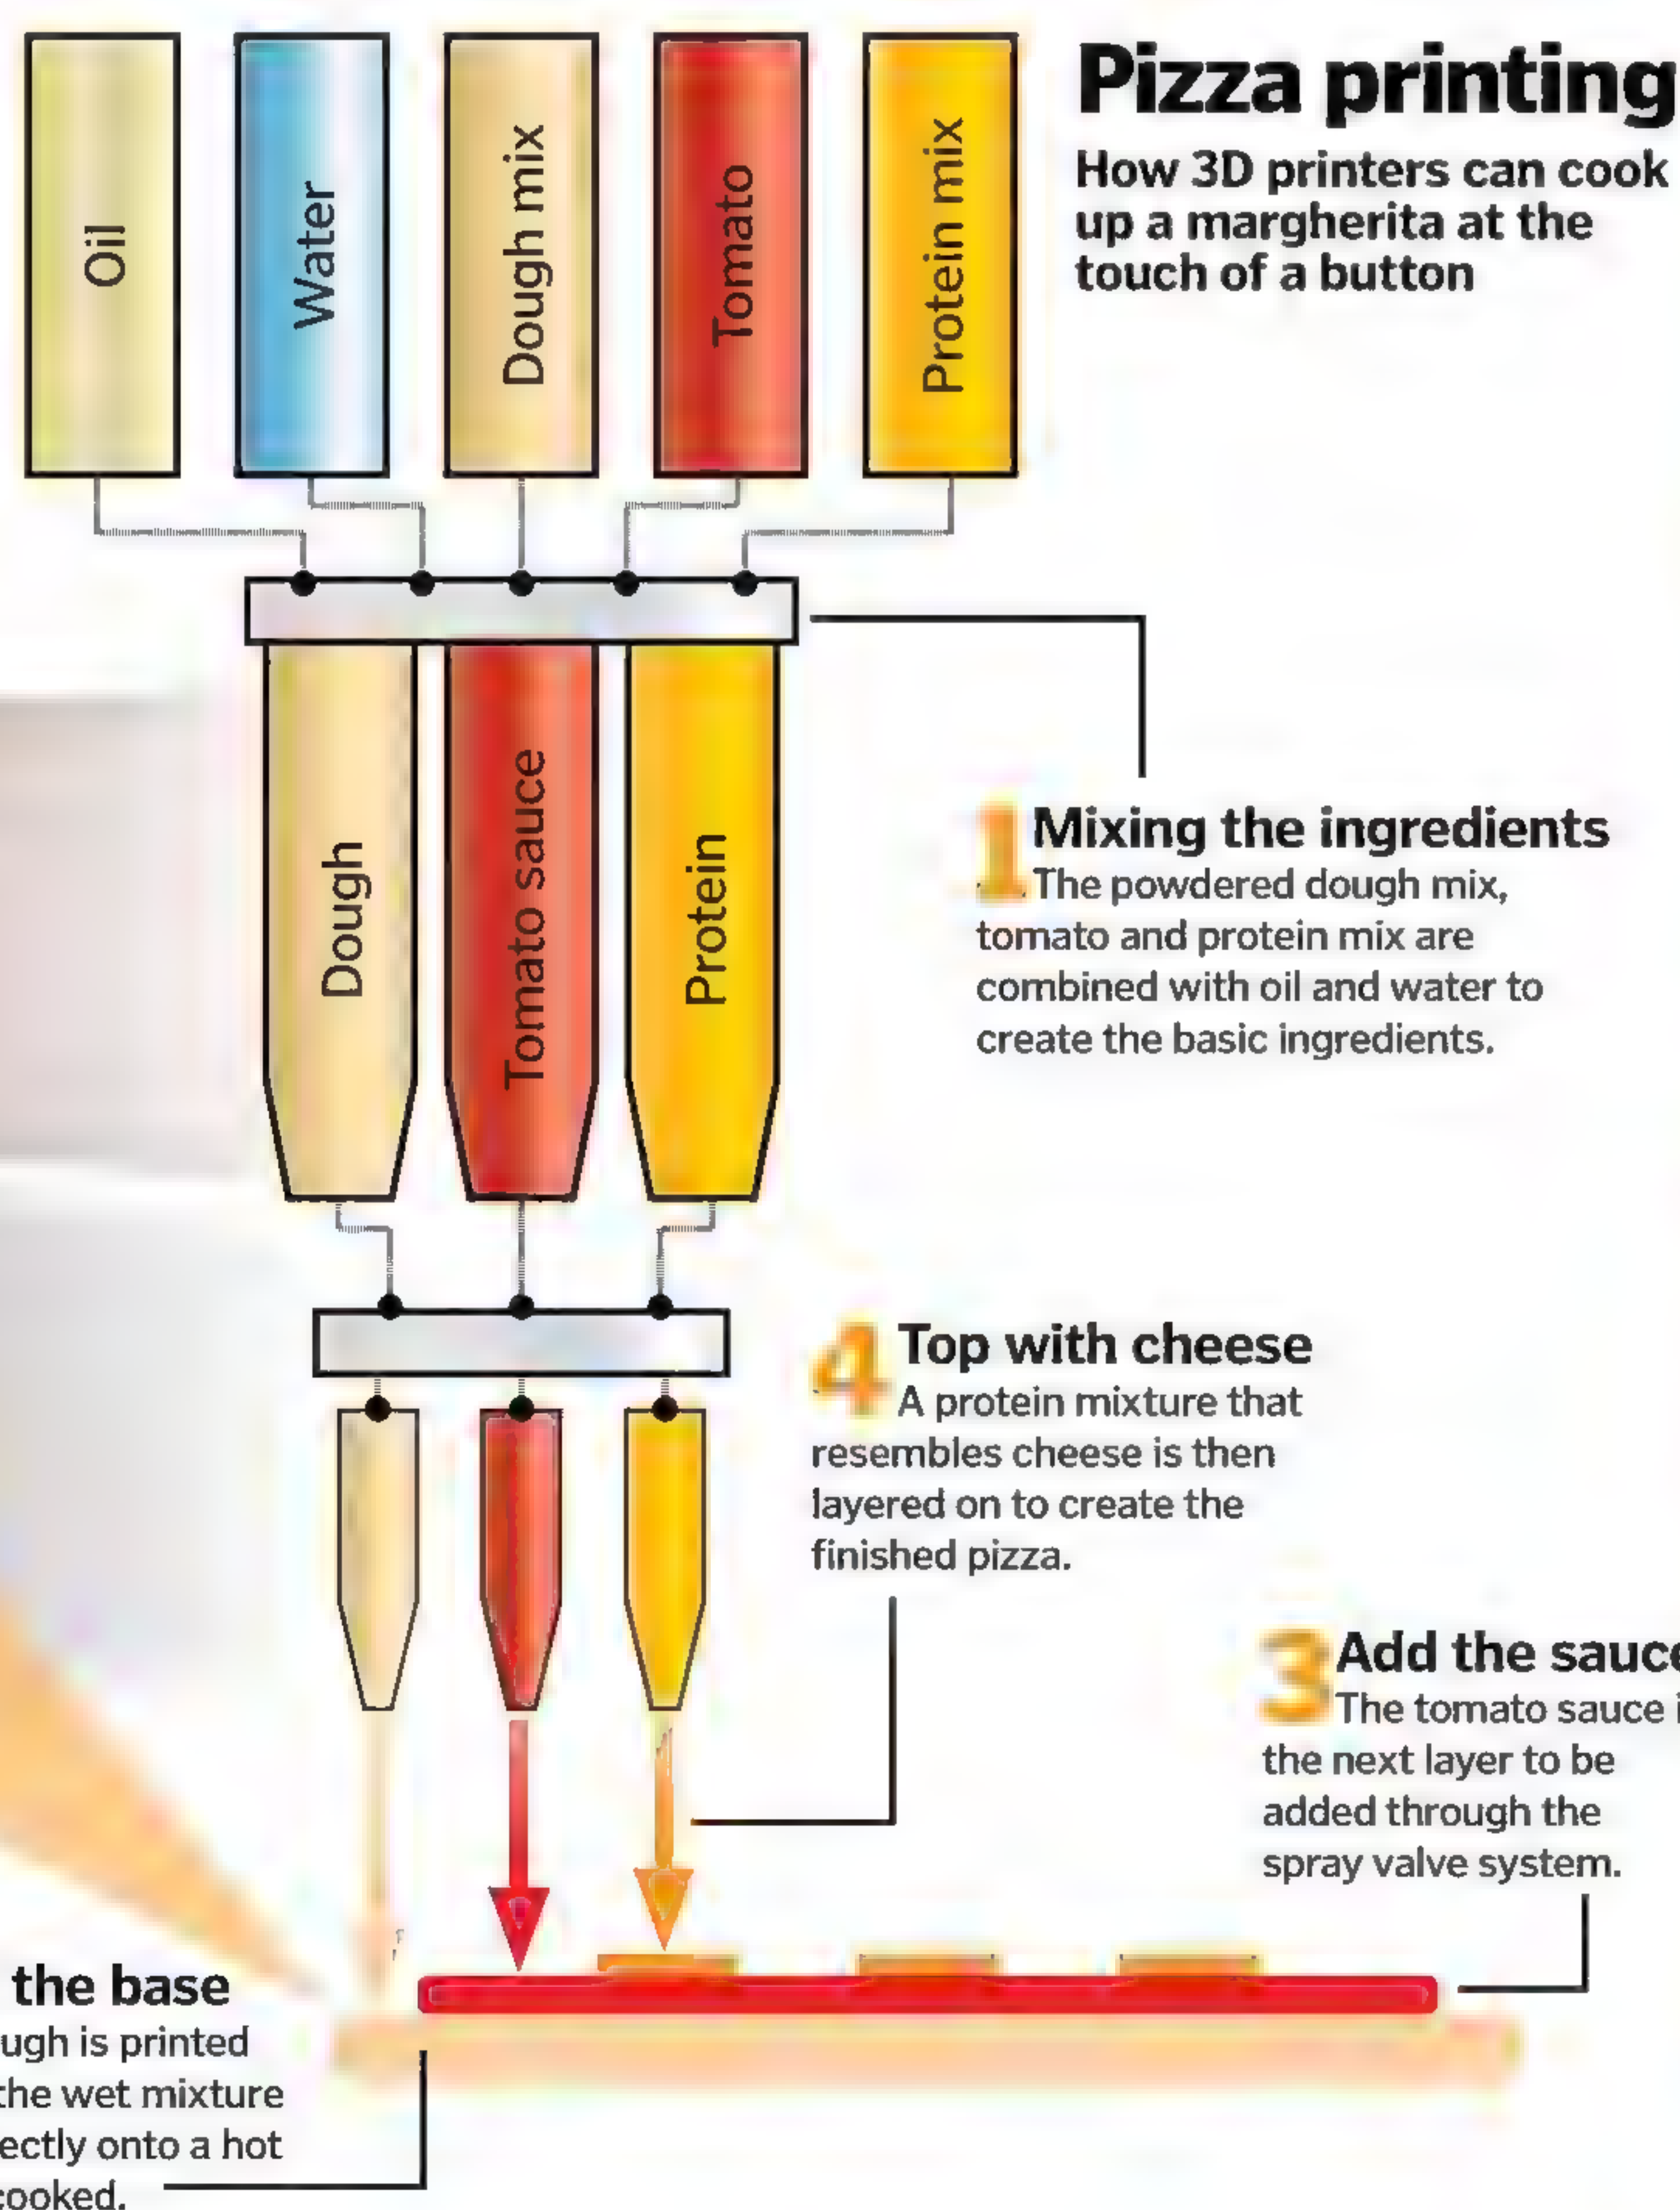 Pizza printing
How 3D printers can cook
up a margherita at the
touch of a button
Oil
Water
Dough mix
Tomato
Protein mix
Dough
Tomato sauce
Protein
1 Mixing the ingredients
The powdered dough mix,
tomato and protein mix are
combined with oil and water to
create the basic ingredients.
4 Top with cheese
A protein mixture that
resembles cheese is then
layered on to create the
finished pizza.
3 Add the sauce
The tomato sauce
the next layer to be
added through the
spray valve system.
the base
is printed
the wet mixture
onto a hot
cooked.